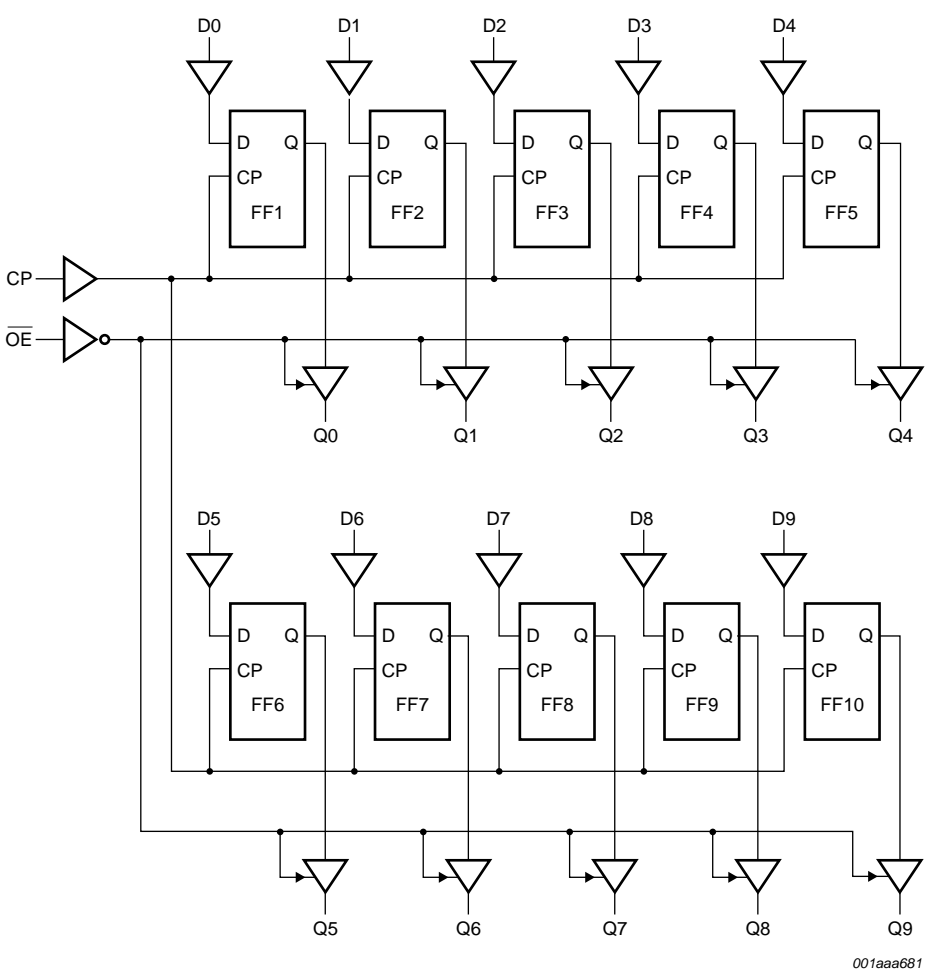 D0 D1 D2 D3 D4
D Q D Q D Q D Q D Q
CP CP CP CP CP
FF1 FF2 FF3 FF4 FF5
CP
OE
Q0 Q1 Q2 Q3 Q4
D5 D6 D7 D8 D9
D Q D Q D Q D Q D Q
CP CP CP CP CP
FF6 FF7 FF8 FF9 FF10
Q5 Q6 Q7 Q8 Q9
001aaa681